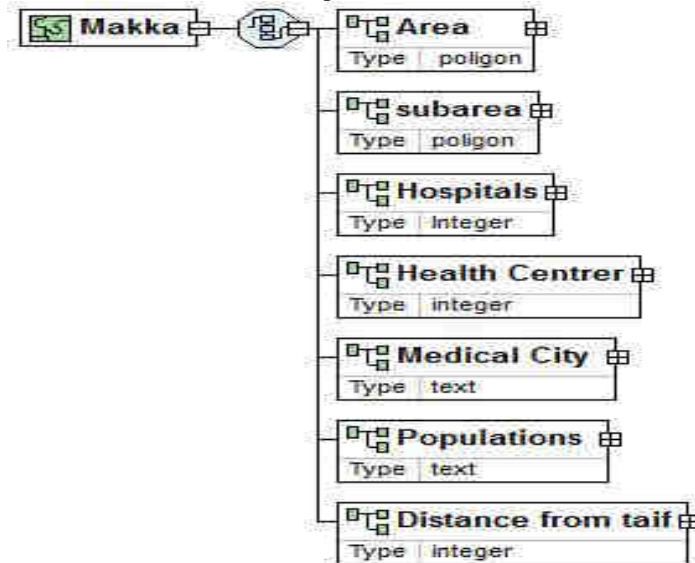 Makka
Area
Type poligon
subarea
Type poligon
Hospitals
Type Integer
Health Centrer
Type integer
Medical City
Type text
Populations
Type text
Distance from taif
Type integer